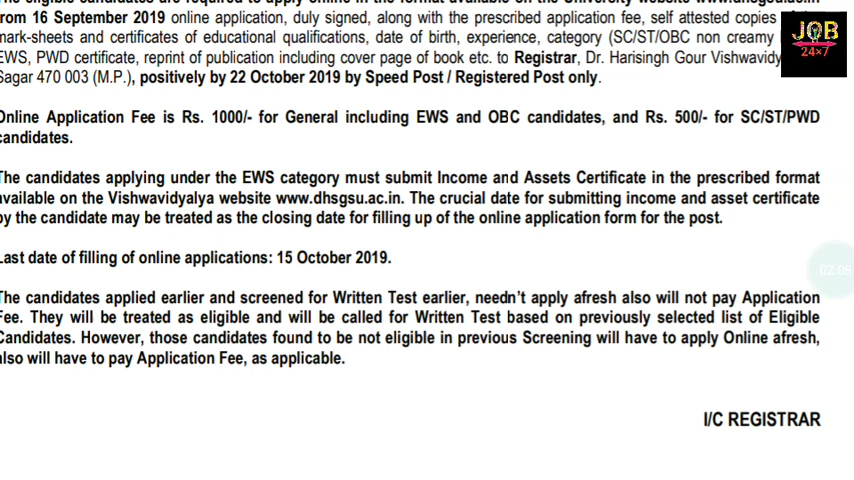 from 16 September 2019 online application, duly signed, along with the prescribed application fee, self attested copies
mark-sheets and certificates of educational qualifications, date of birth, experience, category (SC/ST/OBC non creamy
EWS, PWD certificate, reprint of publication including cover page of book etc. to Registrar, Dr. Harisingh Gour Vishwavidy
Sagar 470 003 (M.P.), positively by 22 October 2019 by Speed Post / Registered Post only.
JOB
24×7
Online Application Fee is Rs. 1000/- for General including EWS and OBC candidates, and Rs. 500/- for SC/ST/PWD
candidates.
The candidates applying under the EWS category must submit Income and Assets Certificate in the prescribed format
available on the Vishwavidyalya website www.dhsgsu.ac.in. The crucial date for submitting income and asset certificate
by the candidate may be treated as the closing date for filling up of the online application form for the post.
Last date of filling of online applications: 15 October 2019.
02:08
The candidates applied earlier and screened for Written Test earlier, needn't apply afresh also will not pay Application
Fee. They will be treated as eligible and will be called for Written Test based on previously selected list of Eligible
Candidates. However, those candidates found to be not eligible in previous Screening will have to apply Online afresh,
also will have to pay Application Fee, as applicable.
I/C REGISTRAR